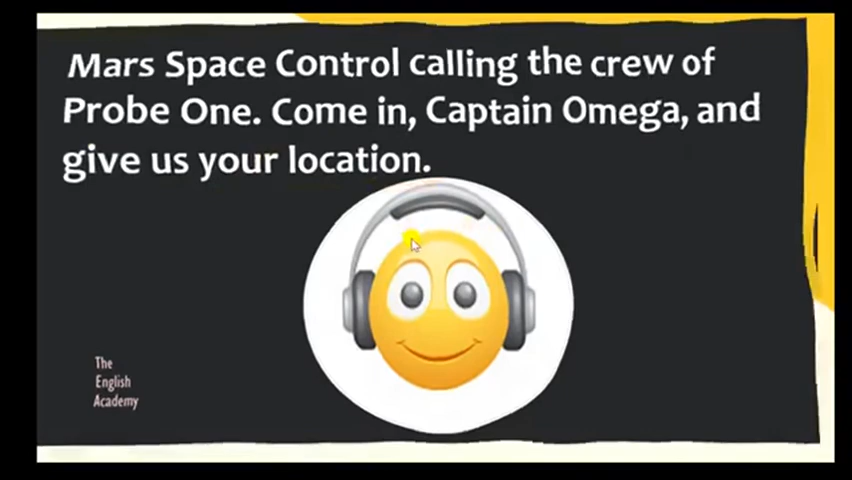 Mars Space Control calling the crew of
Probe One. Come in, Captain Omega, and
give us your location.
The
English
Academy